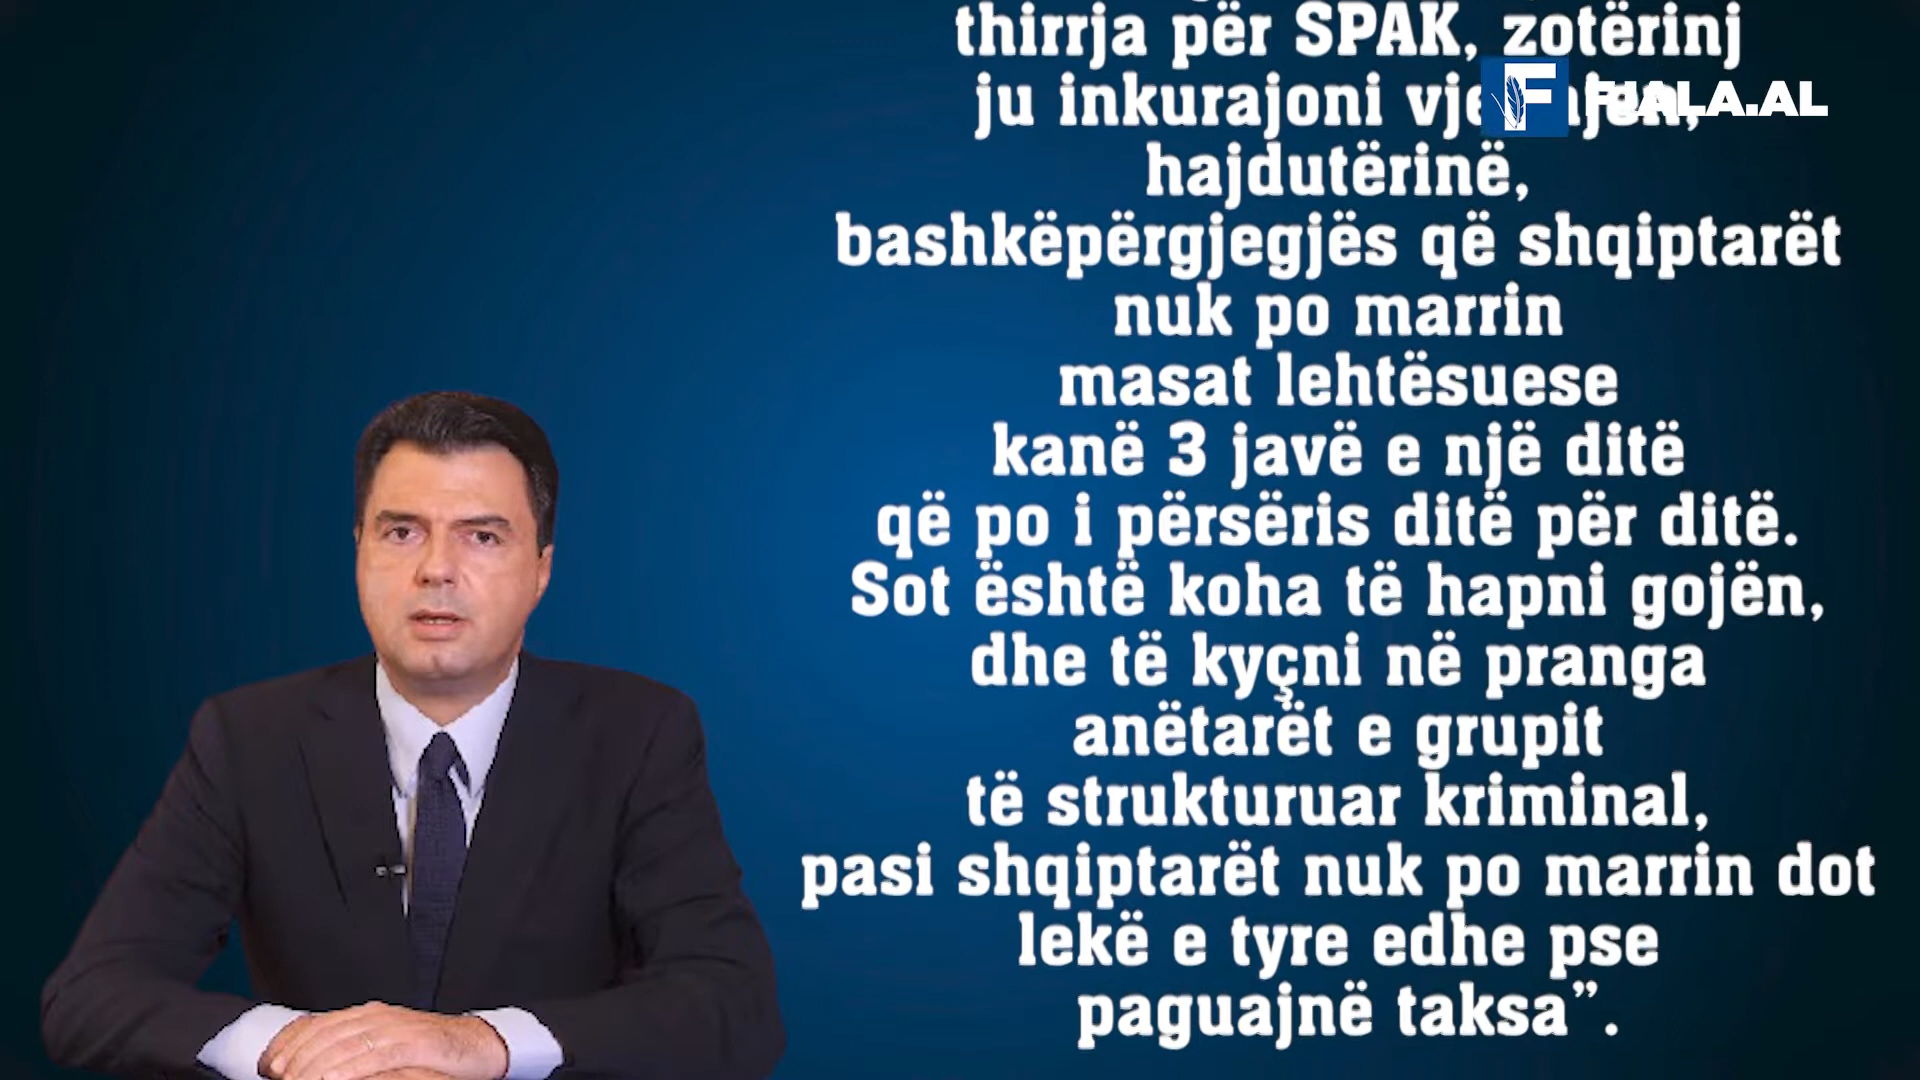 thirrja për SPAK, zotërinj
ju inkurajoni
FJALA.AL
hajdutërinë,
bashkëpërgjegjës që shqiptarët
nuk po marrin
masat lehtësuese
kanë 3 javë e një ditë
që po i përsëris ditë për ditë.
Sot është koha të hapni gojën,
dhe të kyçni në pranga
anëtarët e grupit
të strukturuar kriminal,
pasi shqiptarët nuk po marrin dot
lekë e tyre edhe pse
paguajnë taksa”.